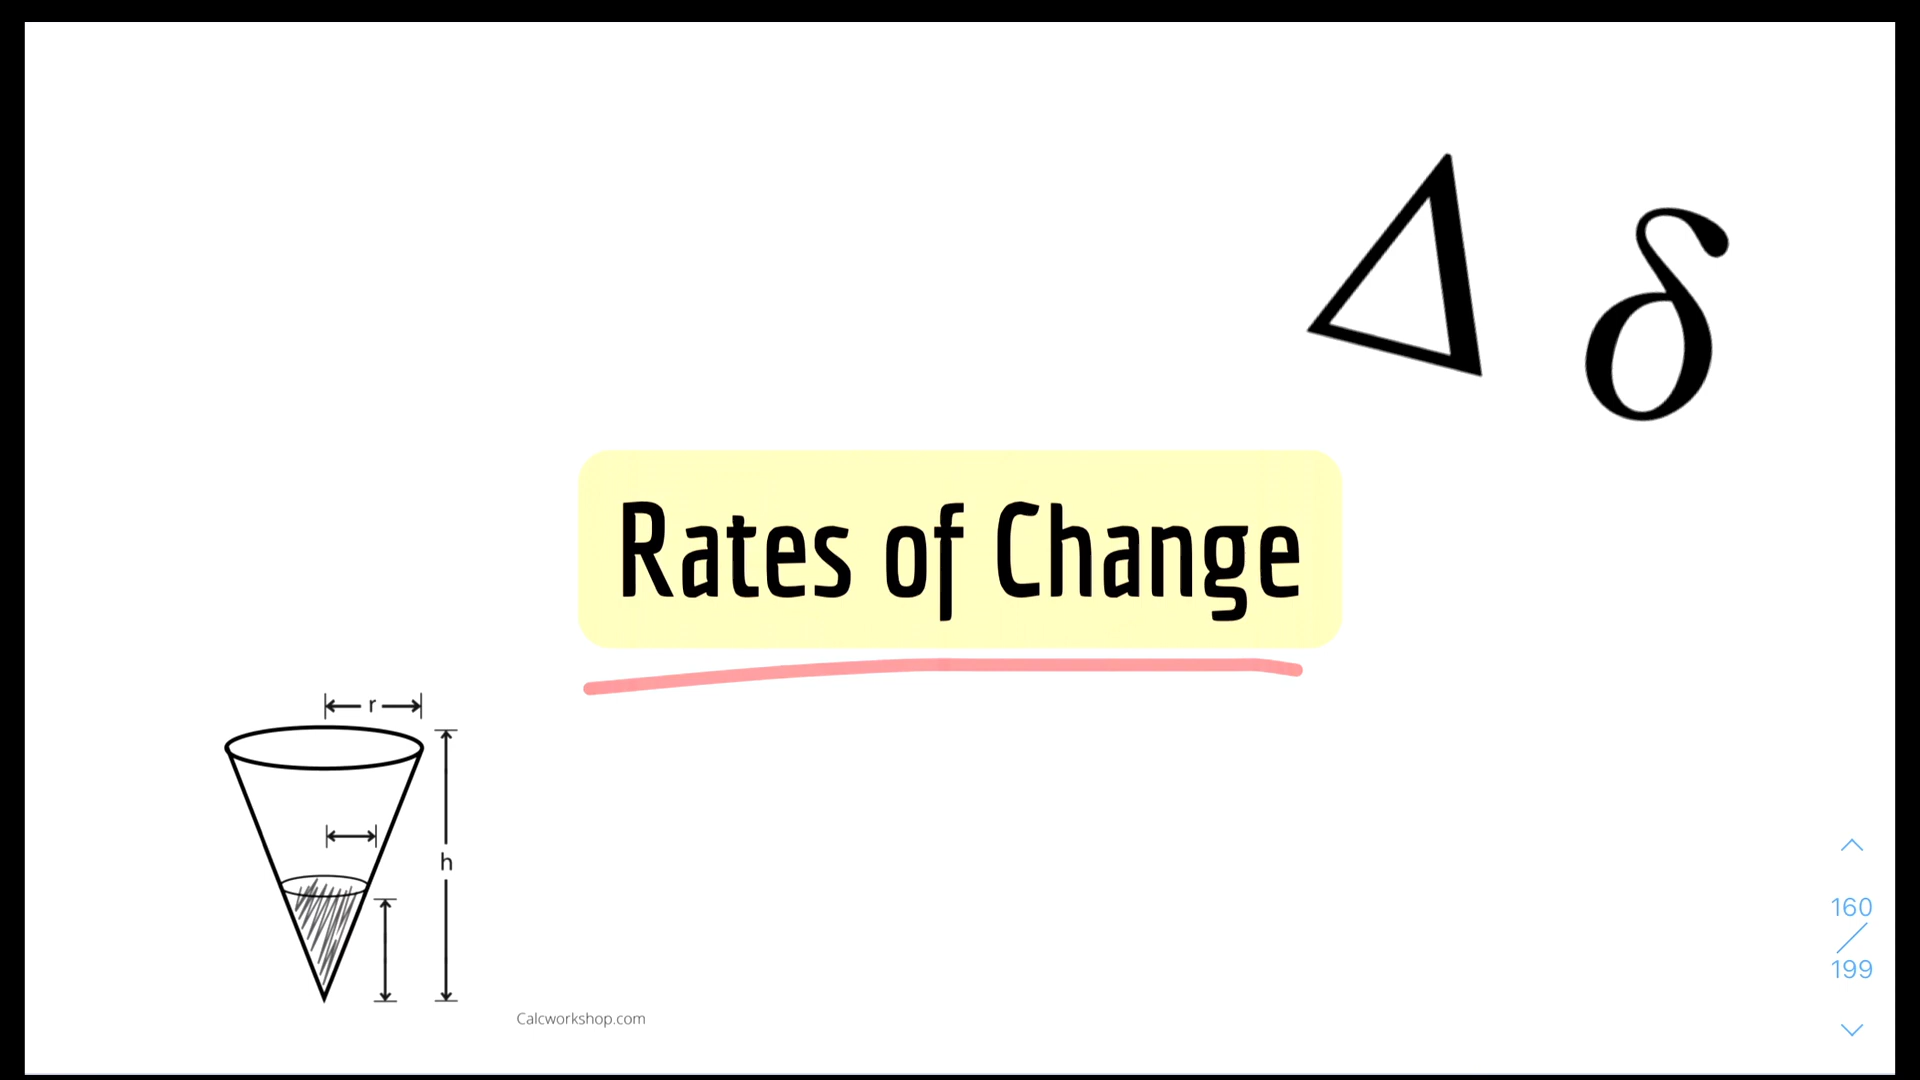 Δ δ
Rates of Change
r
h
Calcworkshop.com
160
/
199